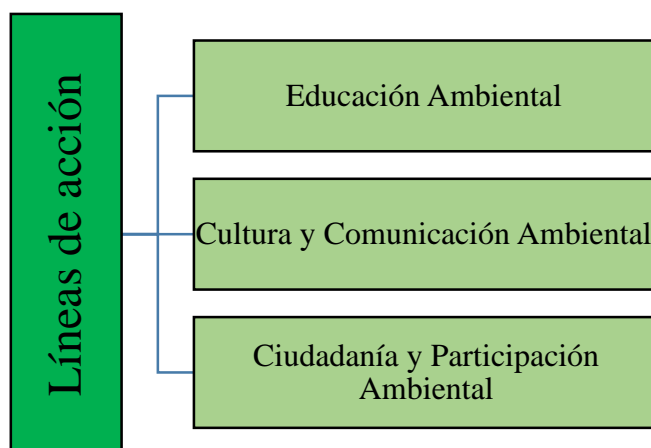 Líneas de acción
Educación Ambiental
Cultura y Comunicación Ambiental
Ciudadanía y Participación
Ambiental